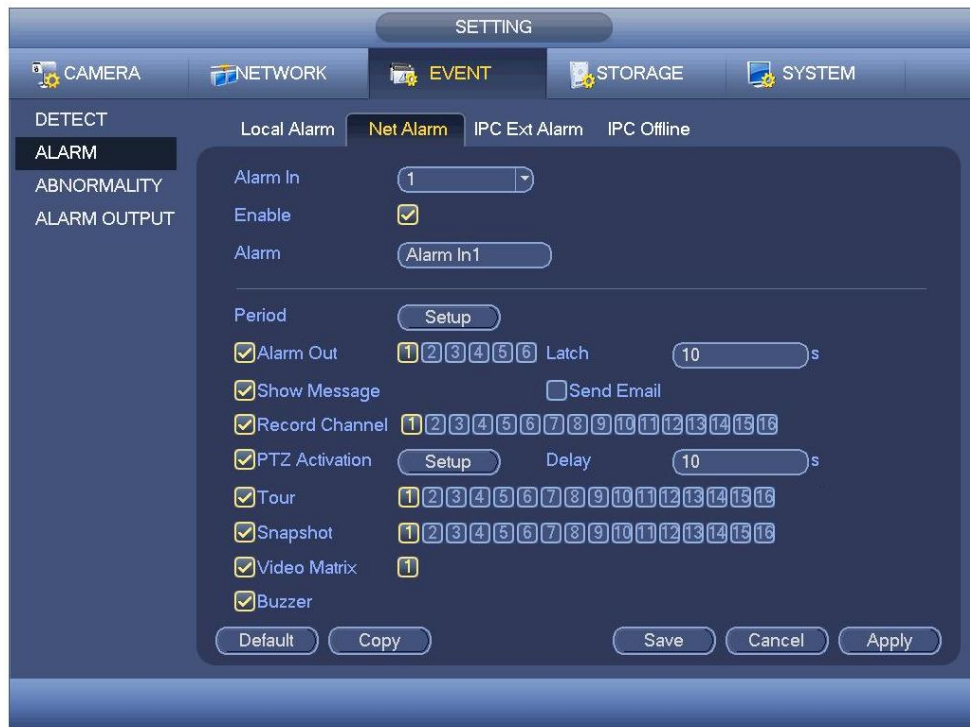 SETTING
CAMERA NETWORK EVENT STORAGE SYSTEM
DETECT
ALARM
ABNORMALITY
ALARM OUTPUT
Local Alarm Net Alarm IPC Ext Alarm IPC Offline
Alarm In 1
Enable
Alarm Alarm In1
Period Setup
Alarm Out 1 2 3 4 5 6 Latch 10 s
Show Message Send Email
Record Channel 1 2 3 4 5 6 7 8 9 10 11 12 13 14 15 16
PTZ Activation Setup Delay 10 s
Tour 1 2 3 4 5 6 7 8 9 10 11 12 13 14 15 16
Snapshot 1 2 3 4 5 6 7 8 9 10 11 12 13 14 15 16
Video Matrix 1
Buzzer
Default Copy Save Cancel Apply